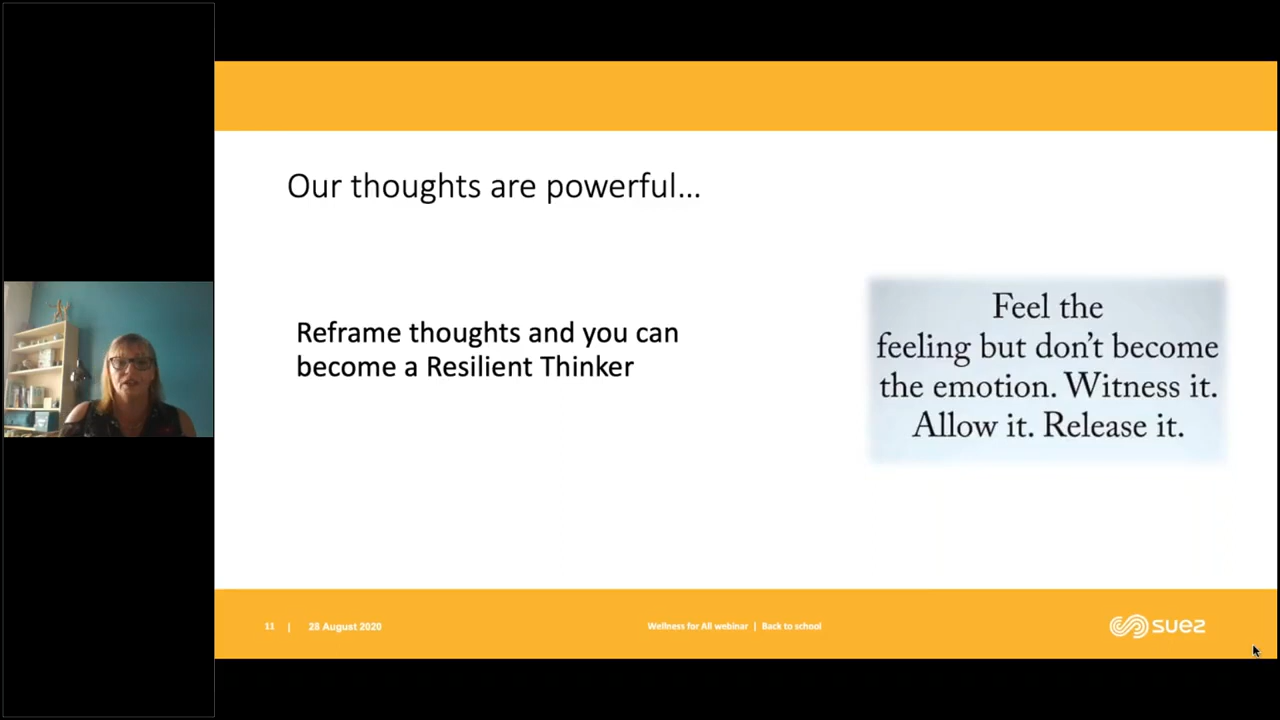 Our thoughts are powerful...
Reframe thoughts and you can
become a Resilient Thinker
Feel the
feeling but don't become
the emotion. Witness it.
Allow it. Release it.
11 | 28 August 2020
Wellness for All webinar | Back to school
suez